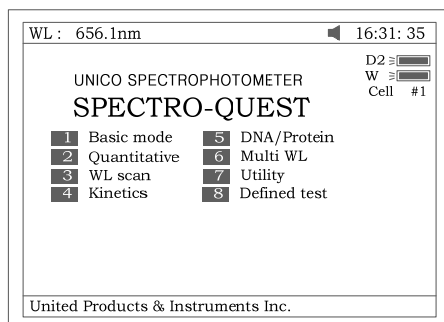 WL : 656.1nm 16:31: 35
D2
W
Cell #1
UNICO SPECTROPHOTOMETER
SPECTRO-QUEST
1 Basic mode 5 DNA/Protein
2 Quantitative 6 Multi WL
3 WL scan 7 Utility
4 Kinetics 8 Defined test
United Products & Instruments Inc.